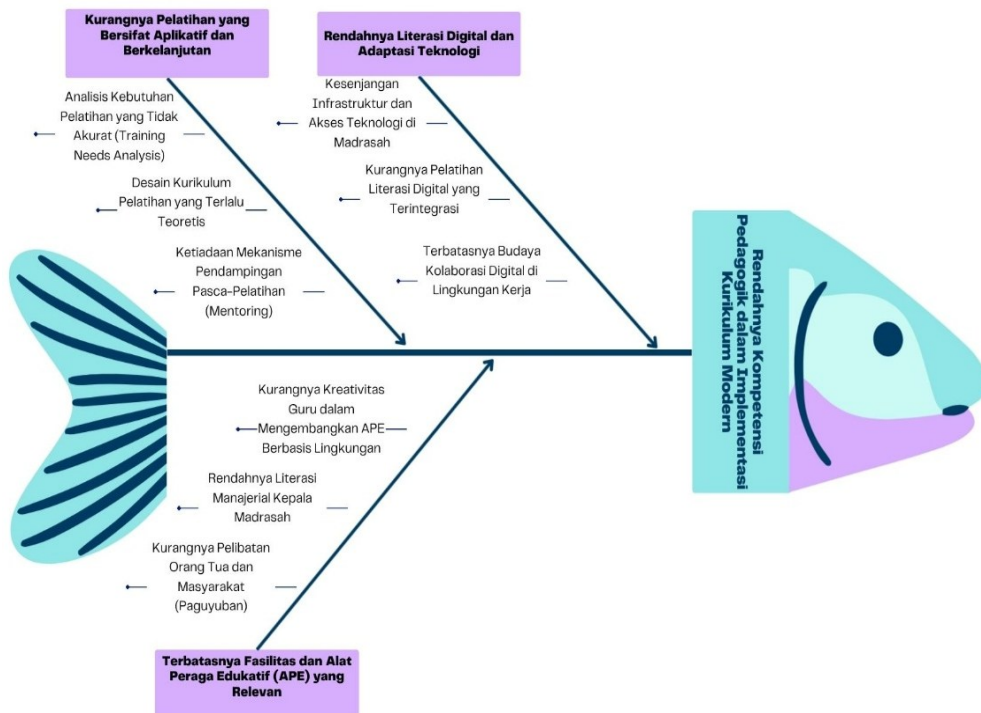 Kurangnya Pelatihan yang
Bersifat Aplikatif dan
Berkelanjutan
Analisis Kebutuhan
Pelatihan yang Tidak
Akurat (Training
Needs Analysis)
Desain Kurikulum
Pelatihan yang Terlalu
Teoretis
Ketiadaan Mekanisme
Pendampingan
Pasca-Pelatihan
(Mentoring)
Rendahnya Literasi Digital dan
Adaptasi Teknologi
Kesenjangan
Infrastruktur dan
Akses Teknologi di
Madrasah
Kurangnya Pelatihan
Literasi Digital yang
Terintegrasi
Terbatasnya Budaya
Kolaborasi Digital di
Lingkungan Kerja
Rendahnya Kompetensi
Pedagogik dalam Implementasi
Kurikulum Modern
Kurangnya Kreativitas
Guru dalam
Mengembangkan APE
Berbasis Lingkungan
Rendahnya Literasi
Manajerial Kepala
Madrasah
Kurangnya Pelibatan
Orang Tua dan
Masyarakat
(Paguyuban)
Terbatasnya Fasilitas dan Alat
Peraga Edukatif (APE) yang
Relevan